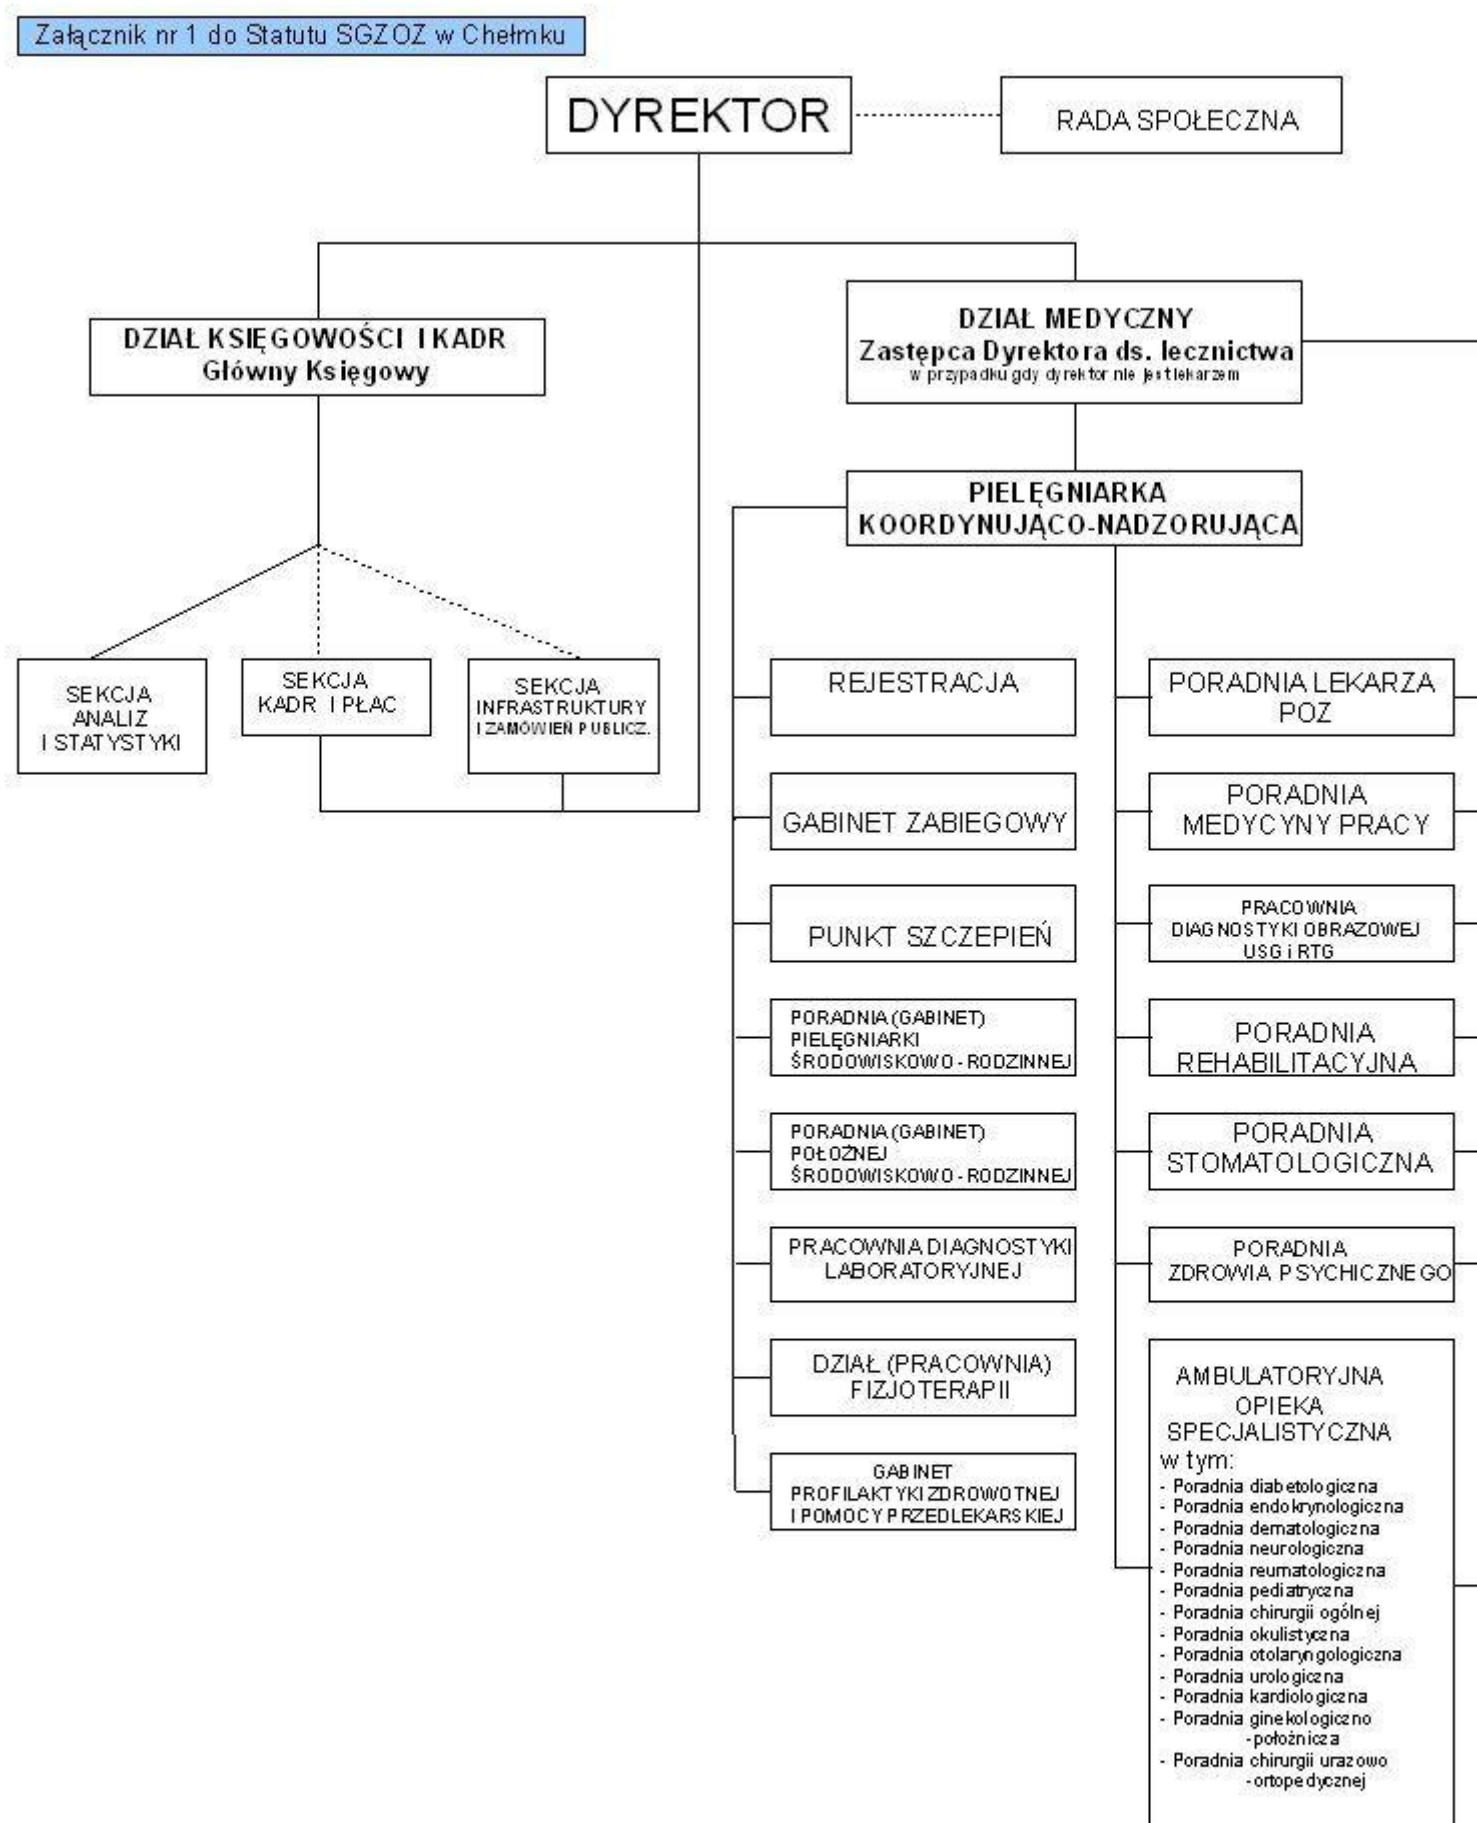 Załącznik nr 1 do Statutu SGZOZ w Chełmku
DYREKTOR
RADA SPOŁECZNA
DZIAŁ KSIĘGOWOŚCI I KADR
Główny Księgowy
DZIAŁ MEDYCZNY
Zastępca Dyrektora ds. lecznictwa
w przypadku gdy dyrektor nie jest lekarzem
PIELĘGNIARKA
KOORDYNUJĄCO-NADZORUJĄCA
SEKCJA
ANALIZ
I STATYSTYKI
SEKCJA
KADR I PŁAC
SEKCJA
INFRASTRUKTURY
I ZAMÓWIEŃ PUBLICZ.
REJESTRACJA
GABINET ZABIEGOWY
PUNKT SZCZEPIEŃ
PORADNIA (GABINET)
PIELĘGNIARKI
ŚRODOWISKOWO - RODZINNEJ
PORADNIA (GABINET)
POŁOŻNEJ
ŚRODOWISKOWO - RODZINNEJ
PRACOWNIA DIAGNOSTYKI
LABORATORYJNEJ
DZIAŁ (PRACOWNIA)
FIZJOTERAPII
GABINET
PROFILAKTYKI ZDROWOTNEJ
I POMOCY PRZEDLEKARSKIEJ
PORADNIA LEKARZA
POZ
PORADNIA
MEDYCYNY PRACY
PRACOWNIA
DIAGNOSTYKI OBRAZOWEJ
USG i RTG
PORADNIA
REHABILITACYJNA
PORADNIA
STOMATOLOGICZNA
PORADNIA
ZDROWIA PSYCHICZNEGO
AMBULATORYJNA
OPIEKA
SPECJALISTYCZNA
w tym:
- Poradnia diabetologiczna
- Poradnia endokrynologiczna
- Poradnia dermatologiczna
- Poradnia neurologiczna
- Poradnia reumatologiczna
- Poradnia pediatryczna
- Poradnia chirurgii ogólnej
- Poradnia okulistyczna
- Poradnia otolaryngologiczna
- Poradnia urologiczna
- Poradnia kardiologiczna
- Poradnia ginekologiczno
-położnicza
- Poradnia chirurgii urazowo
-ortopedycznej